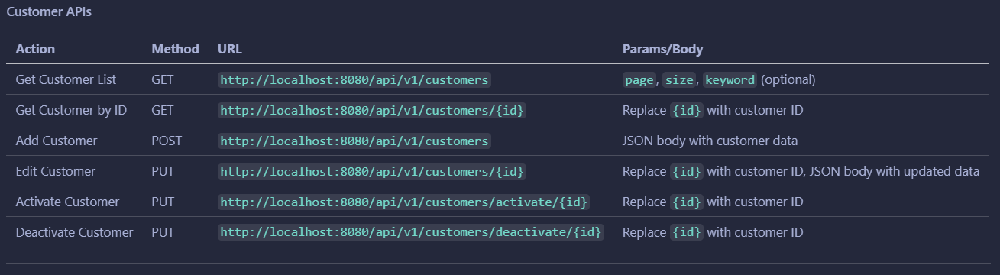 Customer APIs
Action Method URL Params/Body
Get Customer List GET http://localhost:8080/api/v1/customers page, size, keyword (optional)
Get Customer by ID GET http://localhost:8080/api/v1/customers/{id} Replace {id} with customer ID
Add Customer POST http://localhost:8080/api/v1/customers JSON body with customer data
Edit Customer PUT http://localhost:8080/api/v1/customers/{id} Replace {id} with customer ID, JSON body with updated data
Activate Customer PUT http://localhost:8080/api/v1/customers/activate/{id} Replace {id} with customer ID
Deactivate Customer PUT http://localhost:8080/api/v1/customers/deactivate/{id} Replace {id} with customer ID